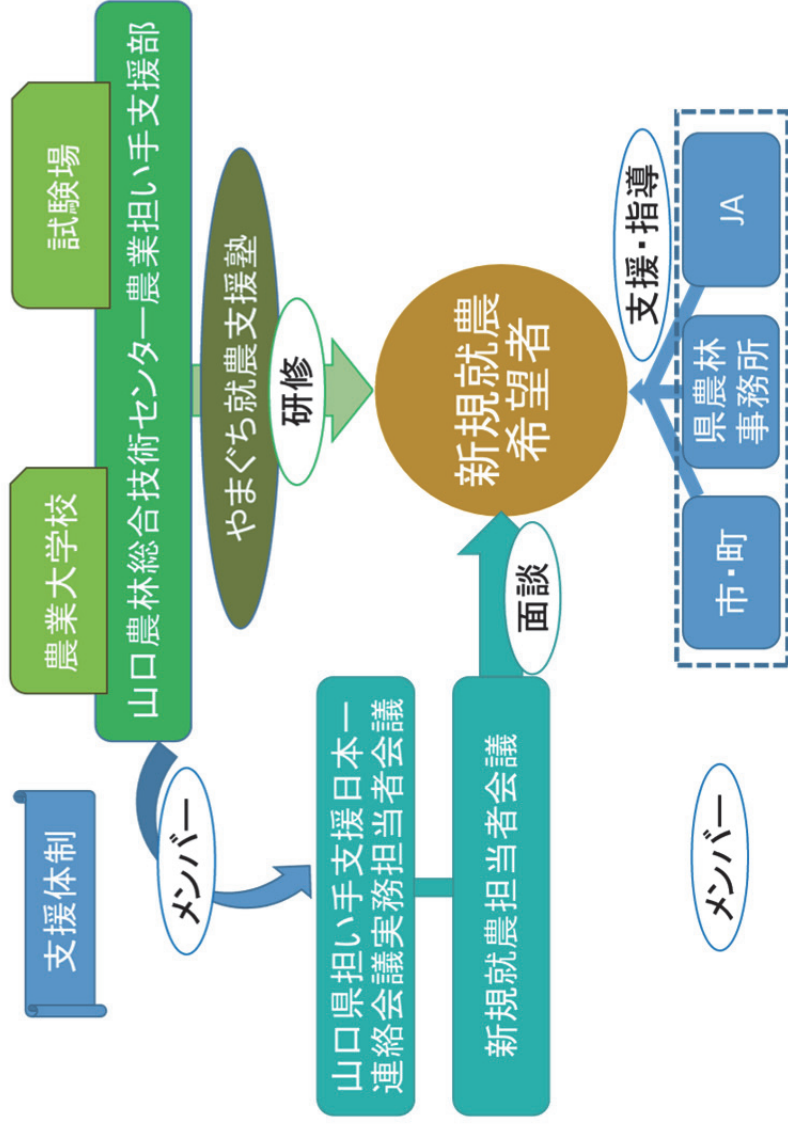 支援体制
農業大学校
試験場
山口農林総合技術センター農業担い手支援部
メンバー
やまぐち就農支援塾
研修
山口県担い手支援日本一
連絡会議実務担当者会議
新規就農担当者会議
面談
新規就農
希望者
支援・指導
メンバー
市・町
県農林
事務所
JA